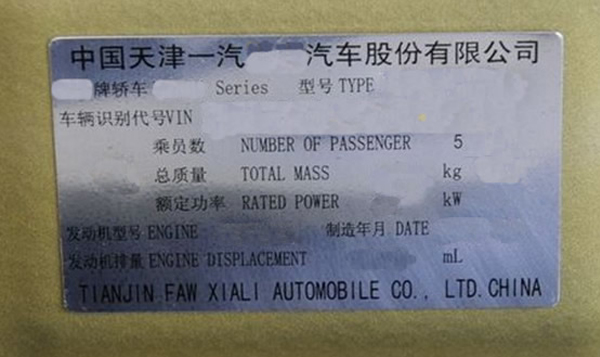 中国天津一汽 汽车股份有限公司
牌轿车 Series 型号 TYPE
车辆识别代号VIN
乘员数 NUMBER OF PASSENGER 5
总质量 TOTAL MASS kg
额定功率 RATED POWER kW
发动机型号 ENGINE 制造年月 DATE
发动机排量 ENGINE DISPLACEMENT mL
TIANJIN FAW XIALI AUTOMOBILE CO., LTD. CHINA